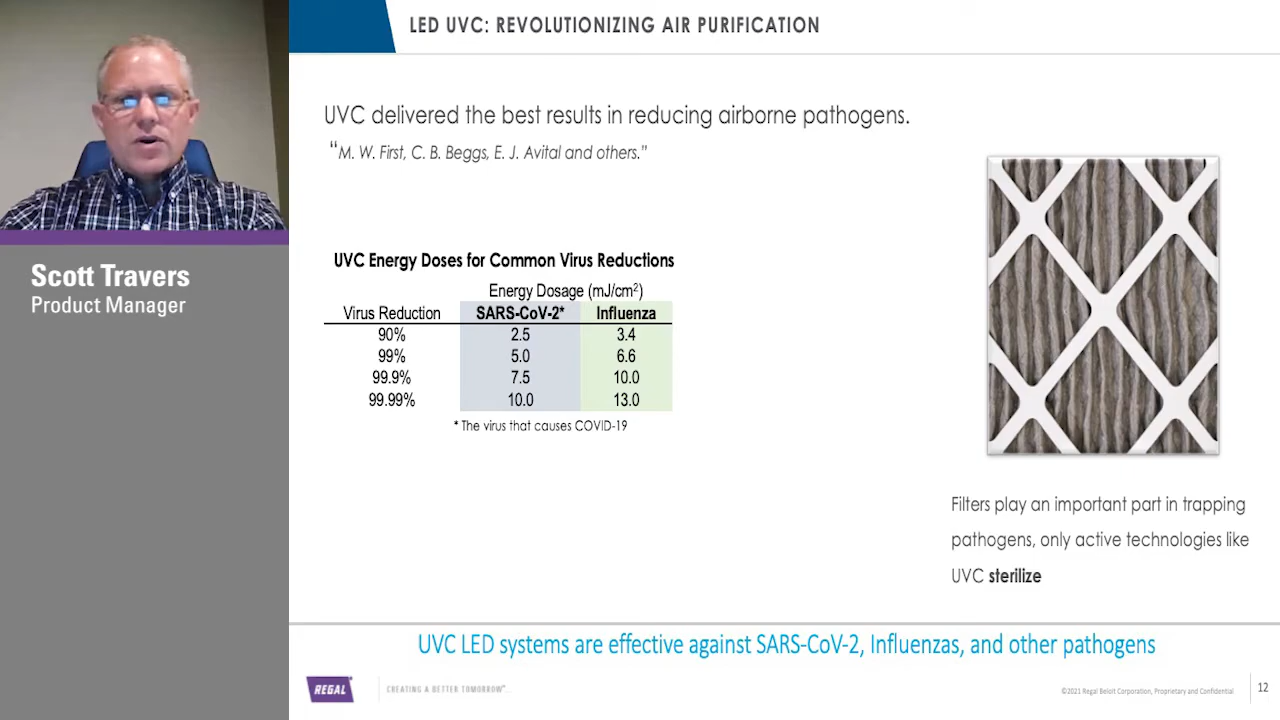 LED UVC: REVOLUTIONIZING AIR PURIFICATION
UVC delivered the best results in reducing airborne pathogens.
“M. W. First, C. B. Beggs, E. J. Avital and others.”
Scott Travers
Product Manager
UVC Energy Doses for Common Virus Reductions
Energy Dosage (mJ/cm²)
Virus Reduction SARS-CoV-2* Influenza
90% 2.5 3.4
99% 5.0 6.6
99.9% 7.5 10.0
99.99% 10.0 13.0
* The virus that causes COVID-19
Filters play an important part in trapping
pathogens, only active technologies like
UVC sterilize
UVC LED systems are effective against SARS-CoV-2, Influenzas, and other pathogens
REGAL
CREATING A BETTER TOMORROW™...
©2021 Regal Beloit Corporation, Proprietary and Confidential
12